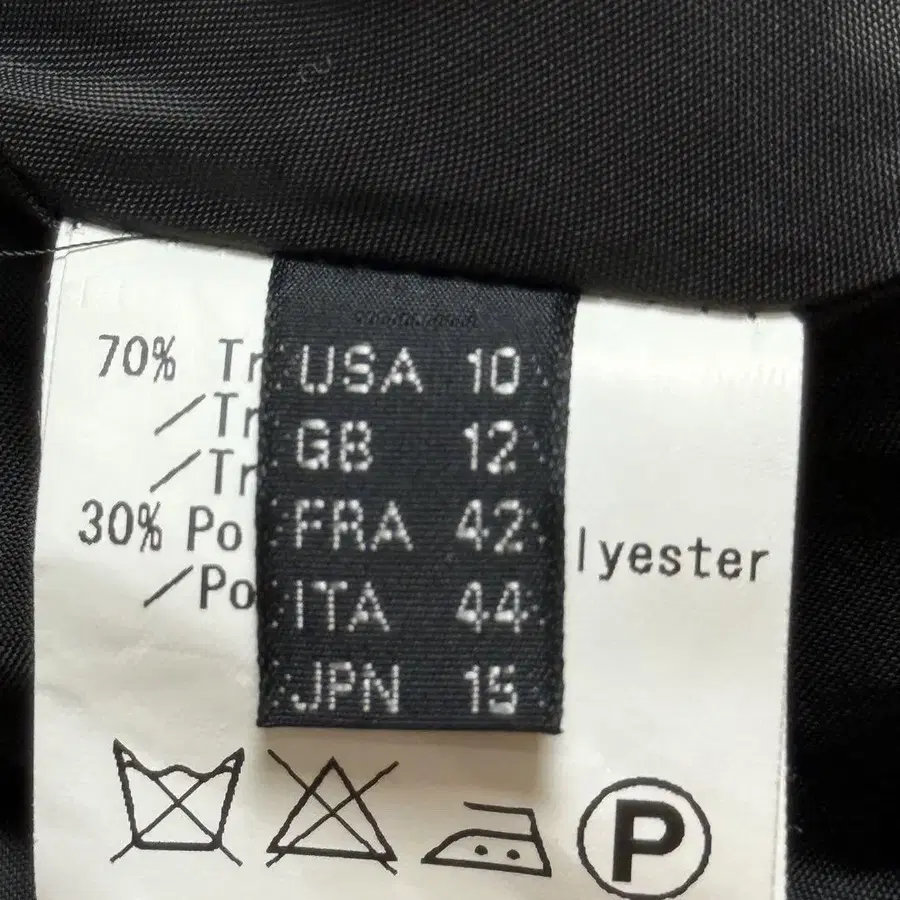 70% Tr
/Tr
/Tr
30% Po lyester
/Po
USA 10
GB 12
FRA 42
ITA 44
JPN 15
P